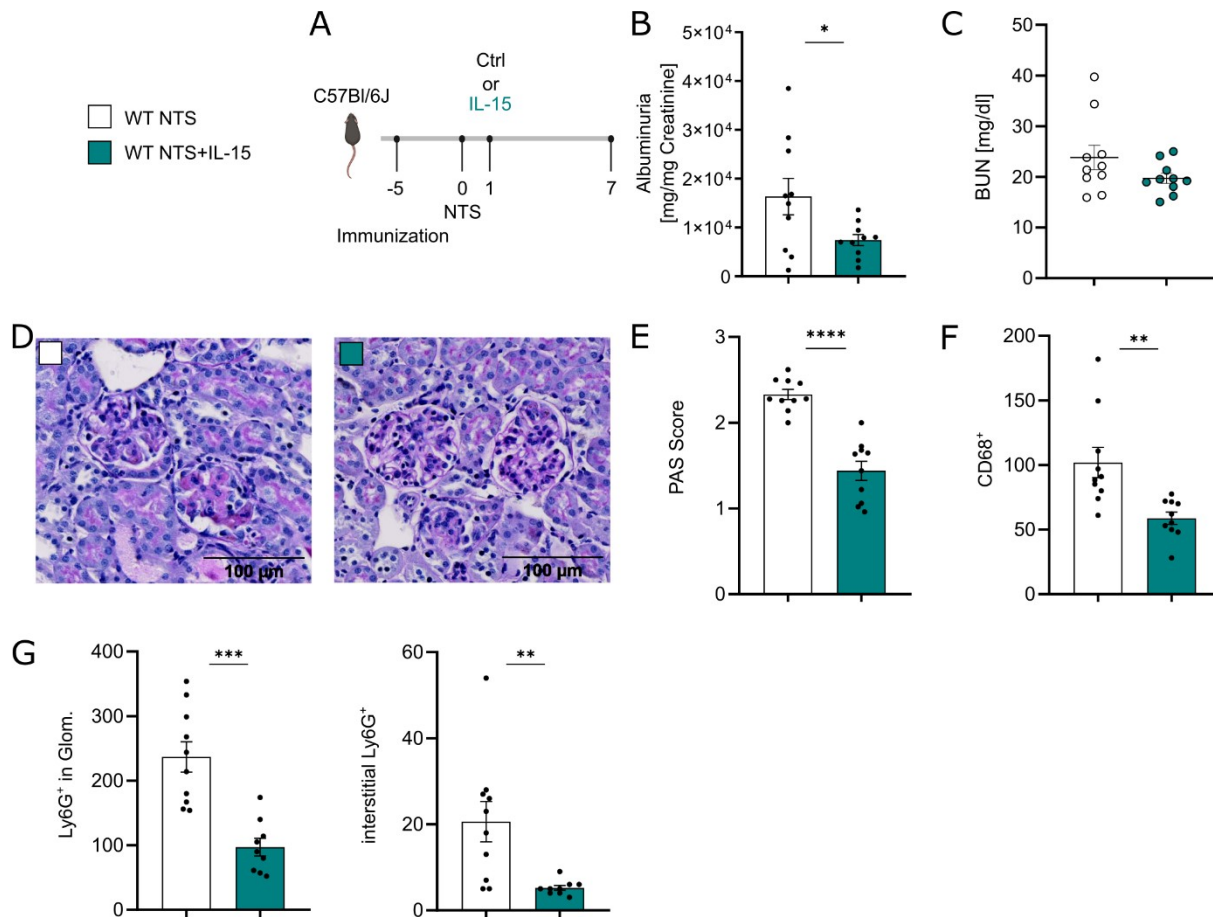 A
B
C
WT NTS
WT NTS+IL-15
C57Bl/6J
Ctrl
or
IL-15
-5
0
1
7
NTS
Immunization
Albuminuria
[mg/mg Creatinine]
5×10⁴
4×10⁴
3×10⁴
2×10⁴
1×10⁴
0
*
BUN [mg/dl]
50
40
30
20
10
0
D
100 µm
100 µm
E
PAS Score
3
2
1
0
****
F
CD68⁺
200
150
100
50
0
**
G
Ly6G⁺ in Glom.
400
300
200
100
0
***
interstitial Ly6G⁺
60
40
20
0
**